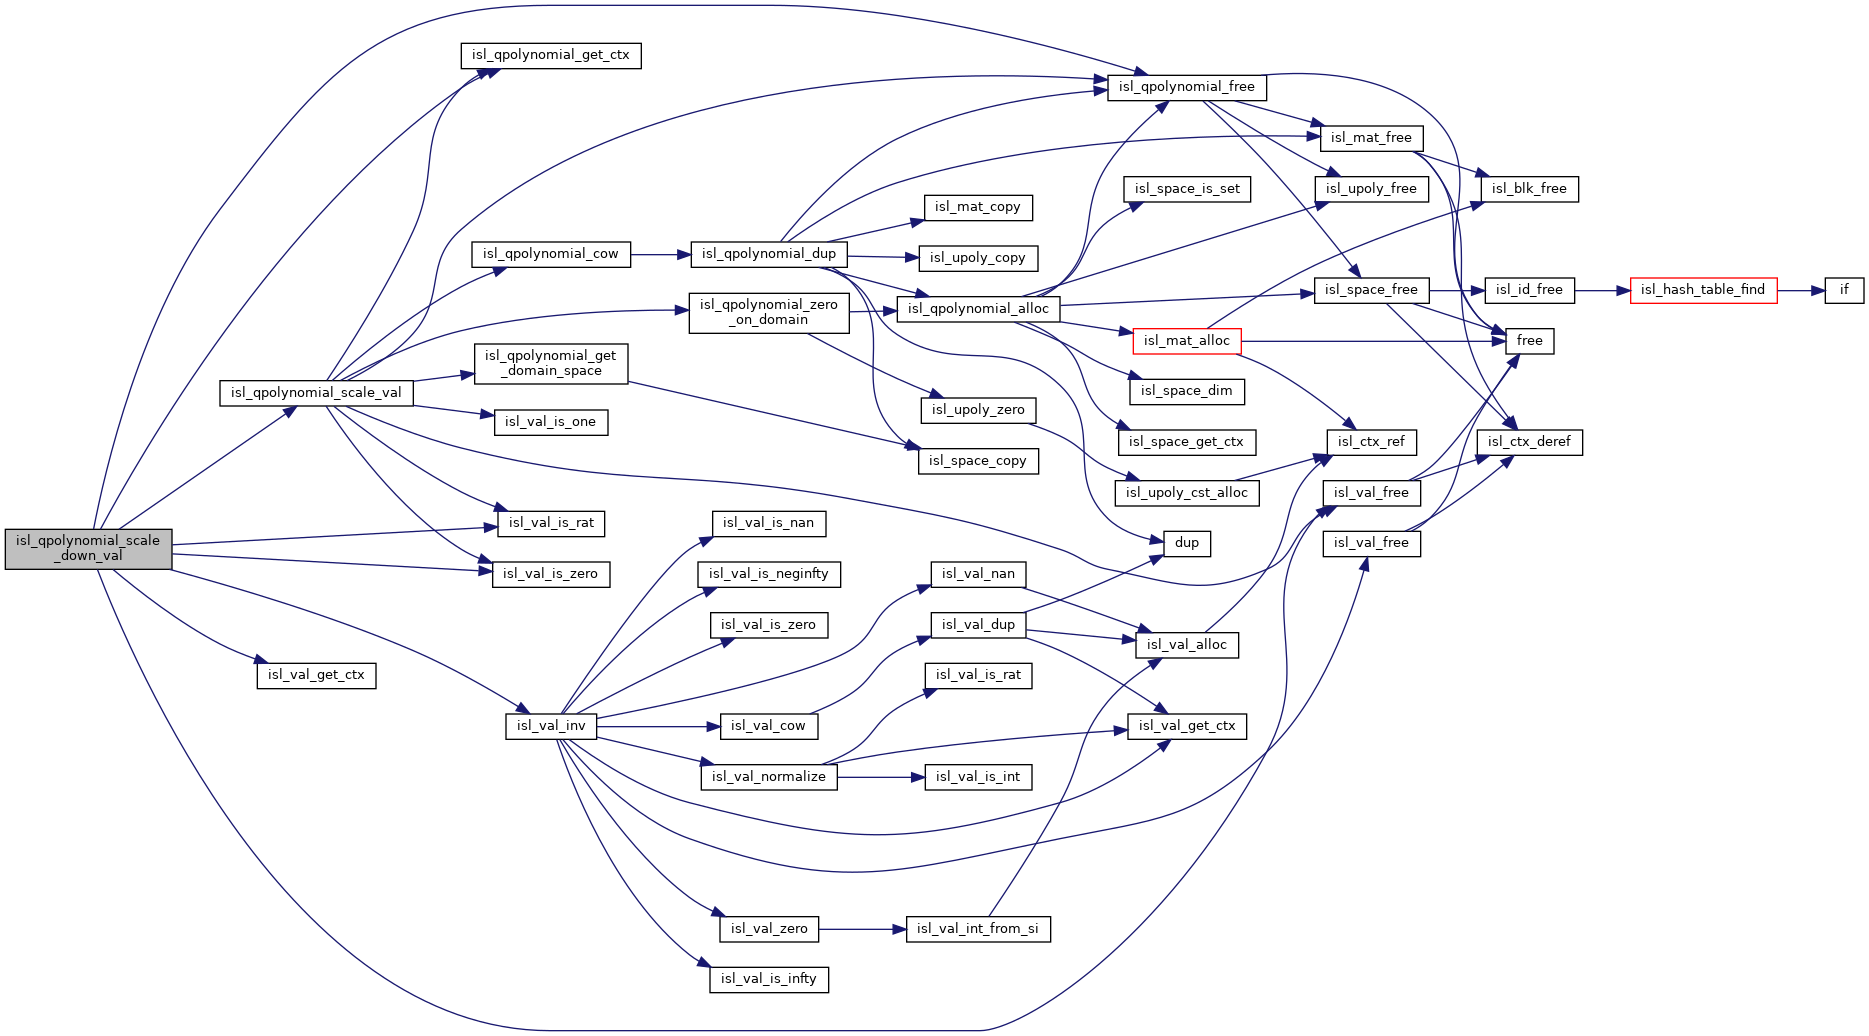 isl_qpolynomial_scale
_down_val
isl_qpolynomial_get_ctx
isl_qpolynomial_scale_val
isl_qpolynomial_cow
isl_qpolynomial_get
_domain_space
isl_val_is_one
isl_val_is_rat
isl_val_is_zero
isl_val_get_ctx
isl_val_inv
isl_qpolynomial_dup
isl_qpolynomial_zero
_on_domain
isl_val_is_nan
isl_val_is_neginfty
isl_val_is_zero
isl_val_cow
isl_val_normalize
isl_val_zero
isl_val_is_infty
isl_mat_copy
isl_upoly_copy
isl_qpolynomial_alloc
isl_upoly_zero
isl_space_copy
isl_val_nan
isl_val_dup
isl_val_is_rat
isl_val_is_int
isl_val_int_from_si
isl_qpolynomial_free
isl_space_is_set
isl_mat_alloc
isl_space_dim
isl_space_get_ctx
isl_upoly_cst_alloc
dup
isl_val_alloc
isl_val_get_ctx
isl_mat_free
isl_upoly_free
isl_space_free
isl_ctx_ref
isl_val_free
isl_val_free
isl_blk_free
isl_id_free
free
isl_ctx_deref
isl_hash_table_find
if